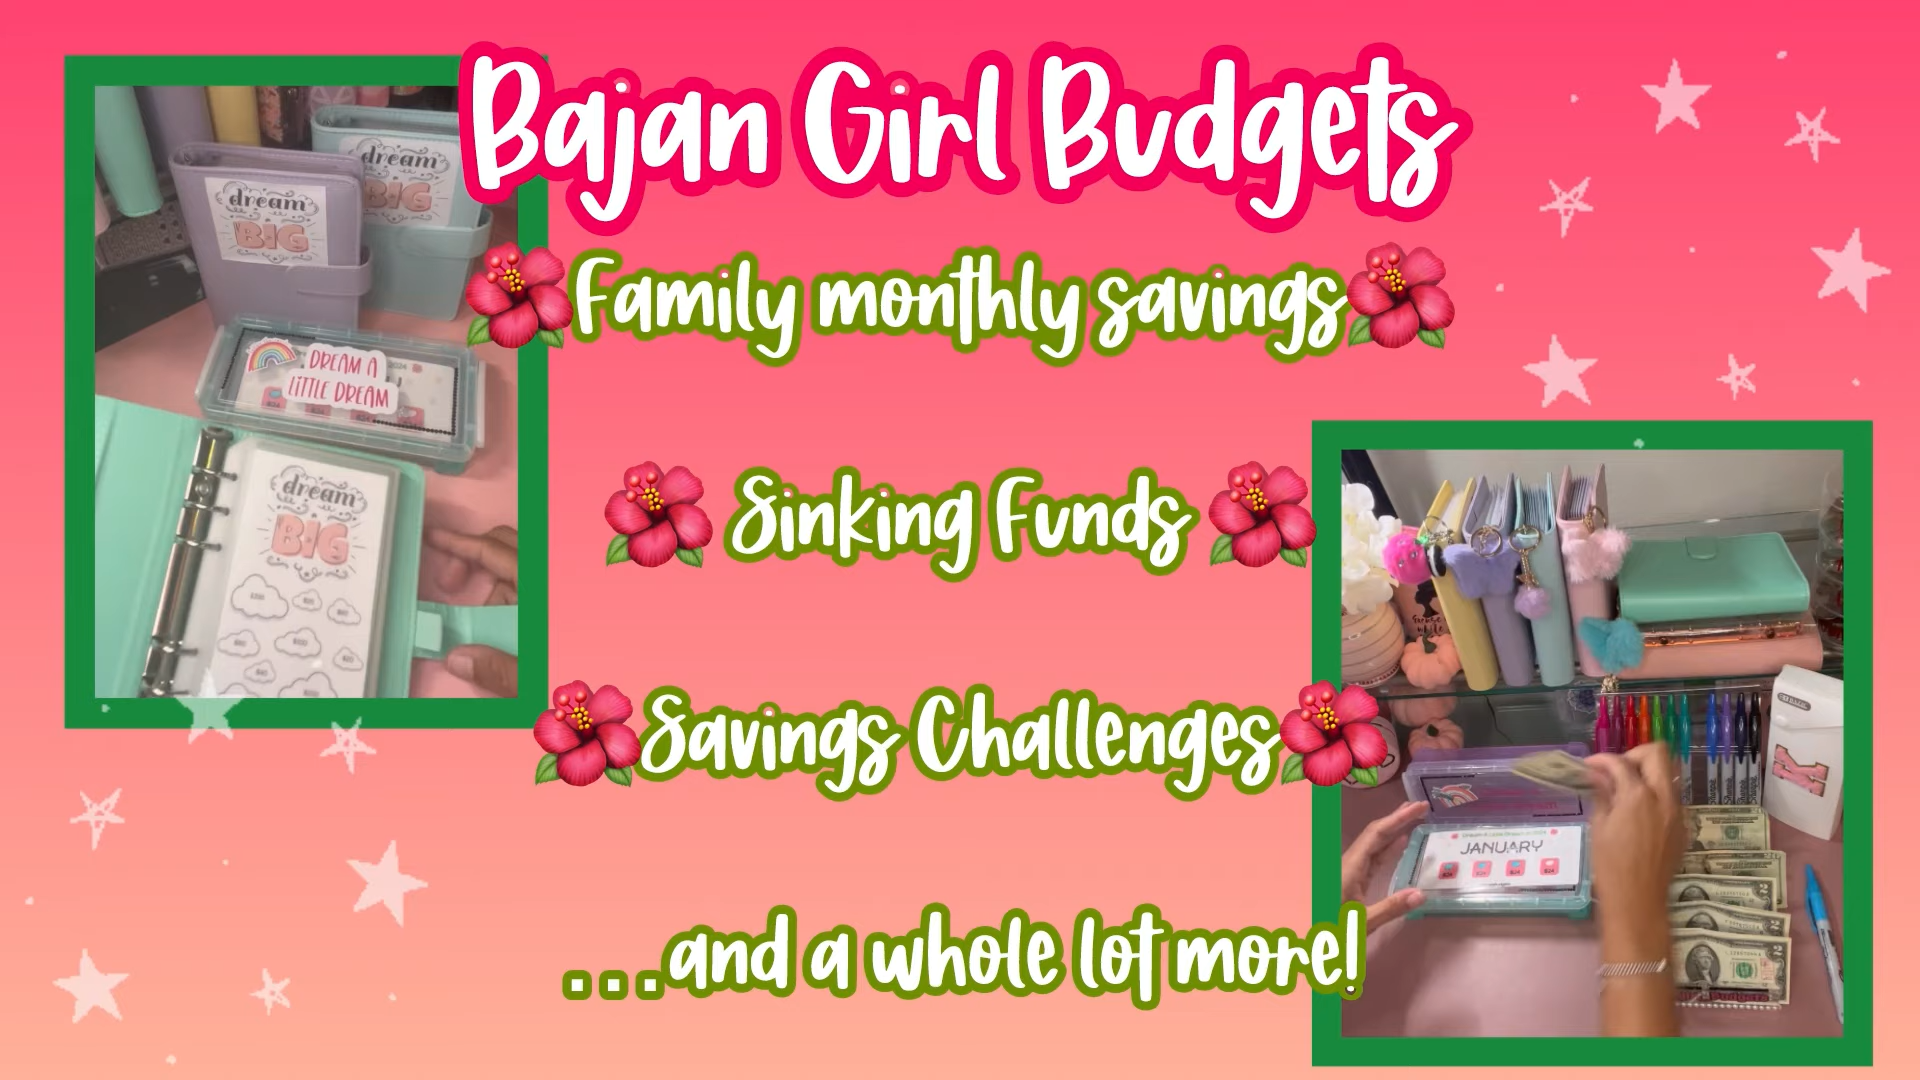 Bajan Girl Budgets
Family monthly savings
Sinking Funds
Savings Challenges
...and a whole lot more!
dream
BIG
dream
BIG
DREAM A
LITTLE DREAM
dream
BIG
JANUARY
K